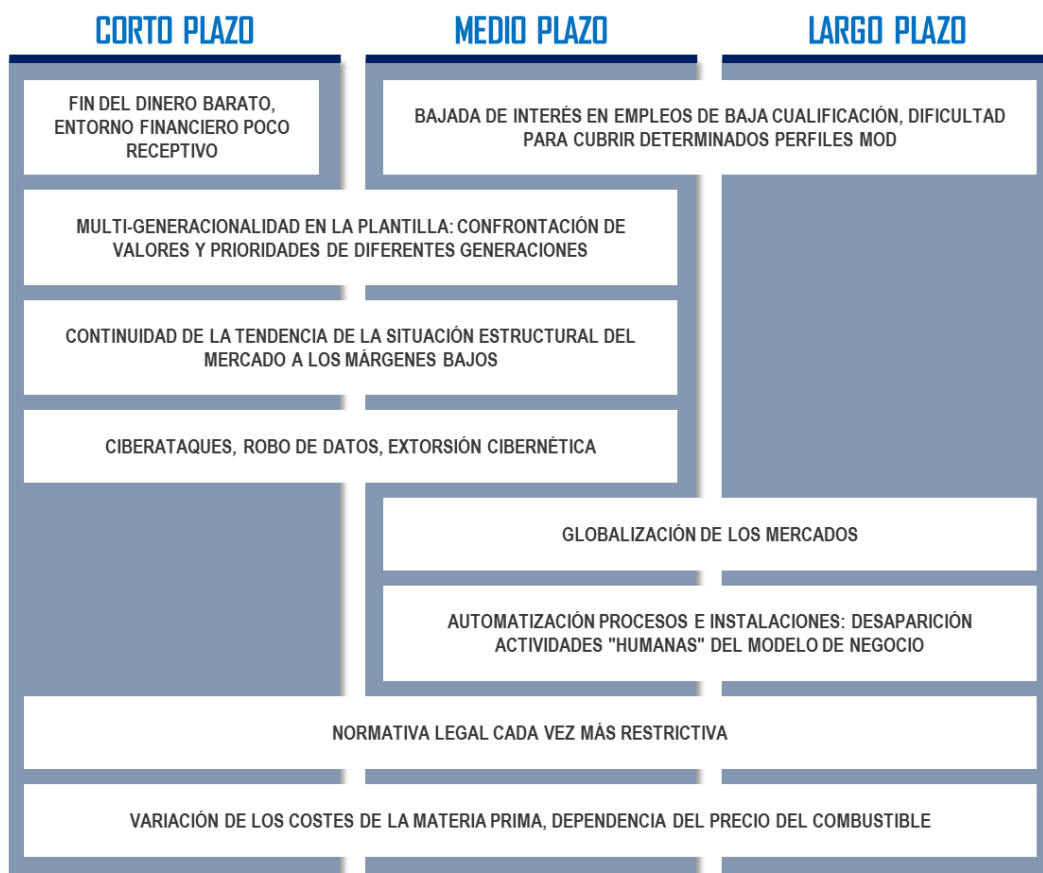 CORTO PLAZO
MEDIO PLAZO
LARGO PLAZO
FIN DEL DINERO BARATO,
ENTORNO FINANCIERO POCO
RECEPTIVO
BAJADA DE INTERÉS EN EMPLEOS DE BAJA CUALIFICACIÓN, DIFICULTAD
PARA CUBRIR DETERMINADOS PERFILES MOD
MULTI-GENERACIONALIDAD EN LA PLANTILLA: CONFRONTACIÓN DE
VALORES Y PRIORIDADES DE DIFERENTES GENERACIONES
CONTINUIDAD DE LA TENDENCIA DE LA SITUACIÓN ESTRUCTURAL DEL
MERCADO A LOS MÁRGENES BAJOS
CIBERATAQUES, ROBO DE DATOS, EXTORSIÓN CIBERNÉTICA
GLOBALIZACIÓN DE LOS MERCADOS
AUTOMATIZACIÓN PROCESOS E INSTALACIONES: DESAPARICIÓN
ACTIVIDADES "HUMANAS" DEL MODELO DE NEGOCIO
NORMATIVA LEGAL CADA VEZ MÁS RESTRICTIVA
VARIACIÓN DE LOS COSTES DE LA MATERIA PRIMA, DEPENDENCIA DEL PRECIO DEL COMBUSTIBLE